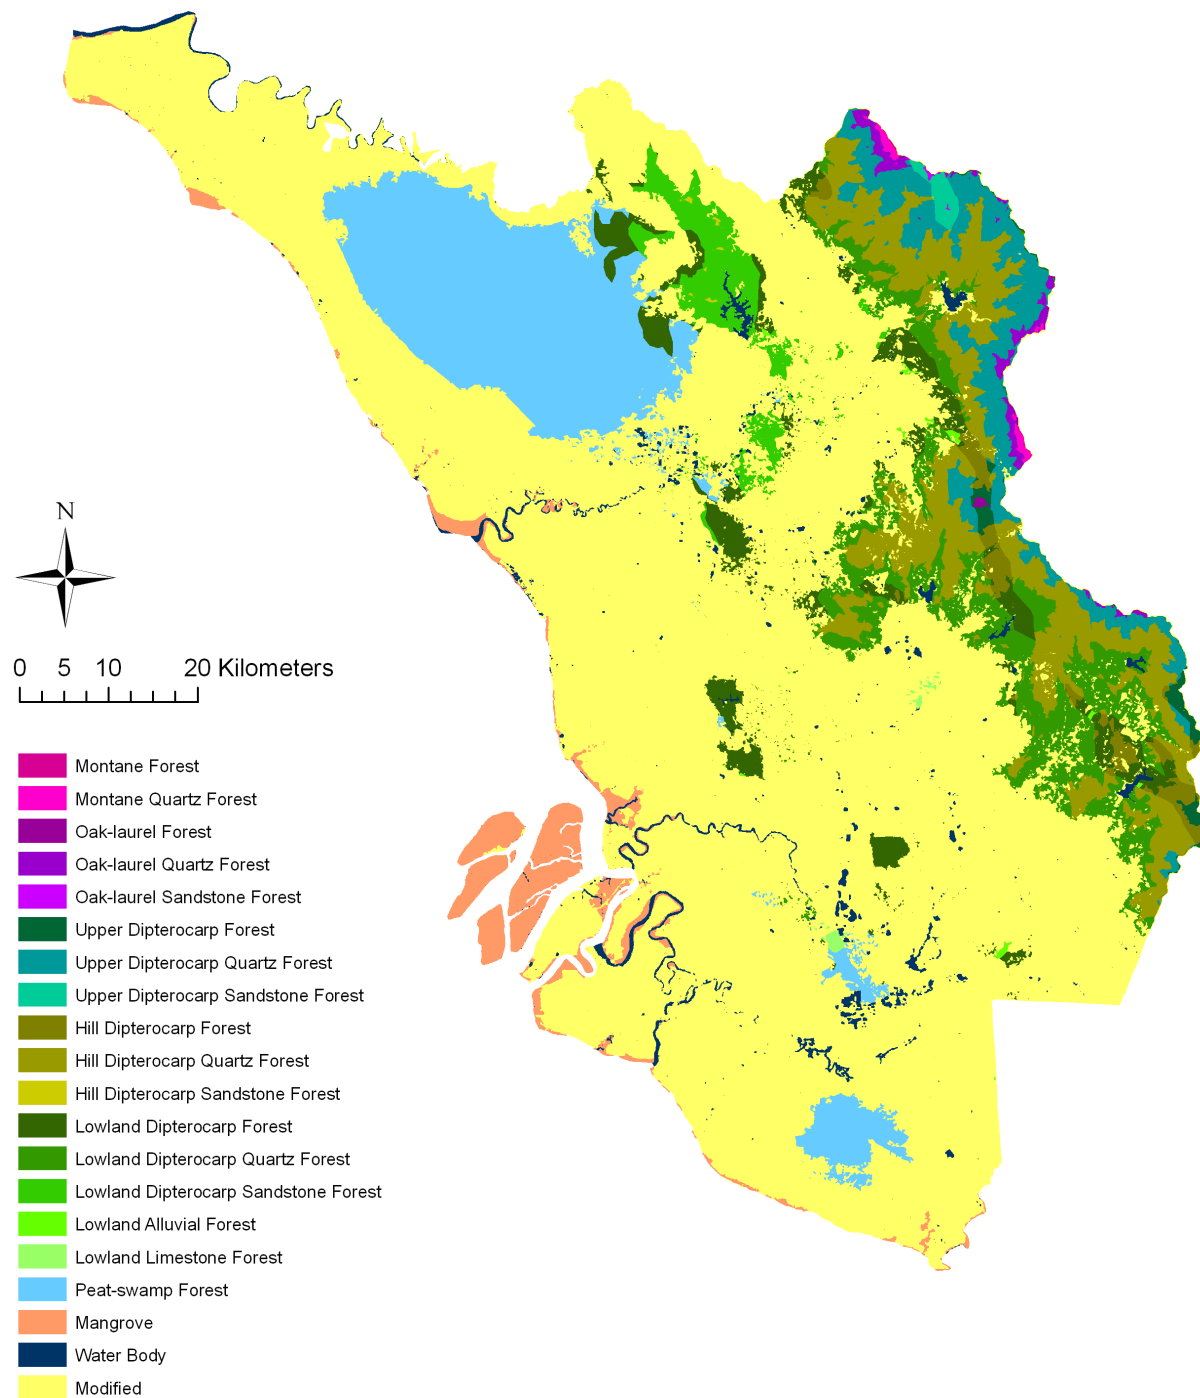 N
0 5 10 20 Kilometers
Montane Forest
Montane Quartz Forest
Oak-laurel Forest
Oak-laurel Quartz Forest
Oak-laurel Sandstone Forest
Upper Dipterocarp Forest
Upper Dipterocarp Quartz Forest
Upper Dipterocarp Sandstone Forest
Hill Dipterocarp Forest
Hill Dipterocarp Quartz Forest
Hill Dipterocarp Sandstone Forest
Lowland Dipterocarp Forest
Lowland Dipterocarp Quartz Forest
Lowland Dipterocarp Sandstone Forest
Lowland Alluvial Forest
Lowland Limestone Forest
Peat-swamp Forest
Mangrove
Water Body
Modified